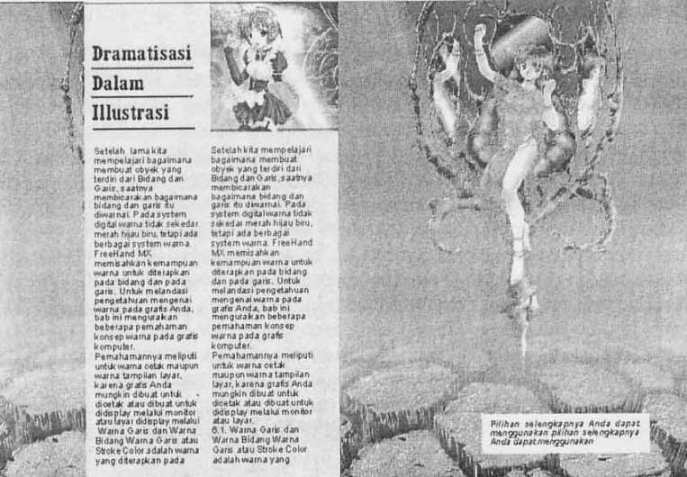 Dramatisasi
Dalam
Illustrasi
Setelah lama kita
mempelajari bagaimana
membuat obyek yang
terdiri dari Bidang dan
Garis, saatnya
membicarakan bagaimana
bidang dan garis itu
diwarnai. Pada system
digital warna tidak sekedar
merah hijau biru, tetapi ada
berbagai system warna.
FreeHand
MX
memisahkan kemampuan
warna untuk diterapkan
pada bidang dan pada
garis. Untuk melandasi
pengetahuan mengenai
warna pada grafis Anda,
bab ini menguraikan
beberapa pemahaman
konsep warna pada grafis
komputer.
Pemahamannya meliputi
untuk warna cetak maupun
warna tampilan layar,
karena grafis Anda
mungkin dibuat untuk
dicetak atau dibuat untuk
didisplay melalui monitor
atau layar. didisplay melalui
Warna Garis dan Warna
Bidang Warna Garis atau
Stroke Color adalah warna
yang diterapkan pada
Setelah kita mempelajari
bagaimana membuat
obyek yang terdiri dari
Bidang dan Garis, saatnya
membicarakan
bagaimana bidang dan
garis itu diwarnai. Pada
system digital warna tidak
sekedar merah hijau biru,
tetapi ada berbagai
system warna. FreeHand
MX memisahkan
kemampuan warna untuk
diterapkan pada bidang
dan pada garis. Untuk
melandasi pengetahuan
mengenai warna pada
grafis Anda, bab ini
menguraikan beberapa
pemahaman konsep
warna pada grafis
komputer.
Pemahamannya meliputi
untuk warna cetak
maupun warna tampilan
layar, karena grafis Anda
mungkin dibuat untuk
dicetak atau dibuat untuk
didisplay melalui monitor
atau layar.
6.1. Warna Garis dan
Warna Bidang Warna
Garis atau Stroke Color
adalah warna yang
Pilihan selengkapnya Anda dapat
menggunakan pilihan selengkapnya
Anda dapat menggunakan